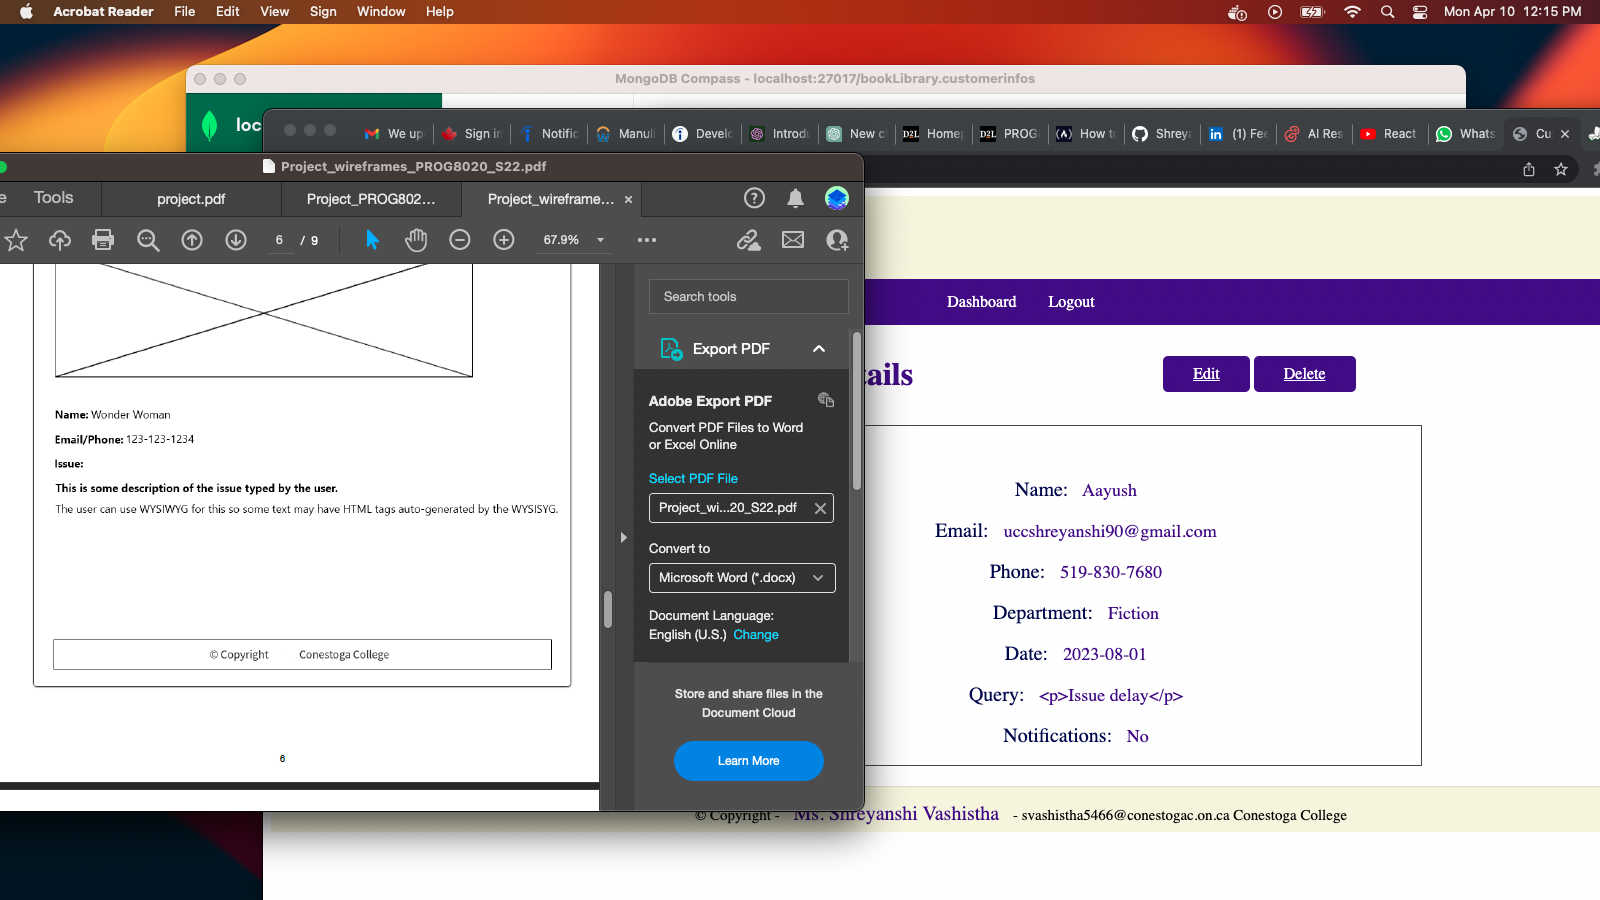 Acrobat Reader File Edit View Sign Window Help Mon Apr 10 12:15 PM
MongoDB Compass - localhost:27017/bookLibrary.customerinfos
loc
We up Sign in Notific Manuli Develo Introdu New c Homep PROG How to Shreya (1) Fee AI Res React Whats Cu
Project_wireframes_PROG8020_S22.pdf
e Tools project.pdf Project_PROG802... Project_wireframe... ×
6 / 9 67.9%
Search tools
Export PDF
Adobe Export PDF
Convert PDF Files to Word
or Excel Online
Select PDF File
Project_wi...20_S22.pdf
Convert to
Microsoft Word (*.docx)
Document Language:
English (U.S.) Change
Store and share files in the
Document Cloud
Learn More
Name: Wonder Woman
Email/Phone: 123-123-1234
Issue:
This is some description of the issue typed by the user.
The user can use WYSIWYG for this so some text may have HTML tags auto-generated by the WYSISYG.
© Copyright Conestoga College
6
Dashboard Logout
tails
Edit Delete
Name: Aayush
Email: uccshreyanshi90@gmail.com
Phone: 519-830-7680
Department: Fiction
Date: 2023-08-01
Query: <p>Issue delay</p>
Notifications: No
© Copyright - Ms. Shreyanshi Vashistha - svashistha5466@conestogac.on.ca Conestoga College